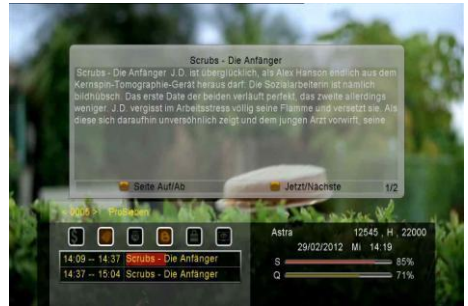 Scrubs - Die Anfänger
Scrubs - Die Anfänger J.D. ist überglücklich, als Alex Hanson endlich aus dem
Kernspin-Tomographie-Gerät heraus darf: Die Sozialarbeiterin ist nämlich
bildhübsch. Das erste Date der beiden verläuft perfekt, das zweite allerdings
weniger. J.D. vergisst im Arbeitsstress völlig seine Flamme und versetzt sie. Als
diese sich daraufhin unversöhnlich zeigt und dem jungen Arzt vorwirft, seine
Seite Auf/Ab
Jetzt/Nächste
1/2
< 0005 > ProSieben
$
Astra 12545 , H , 22000
29/02/2012 Mi 14:19
14:09 -- 14:37 Scrubs - Die Anfänger
S 85%
14:37 -- 15:04 Scrubs - Die Anfänger
Q 71%